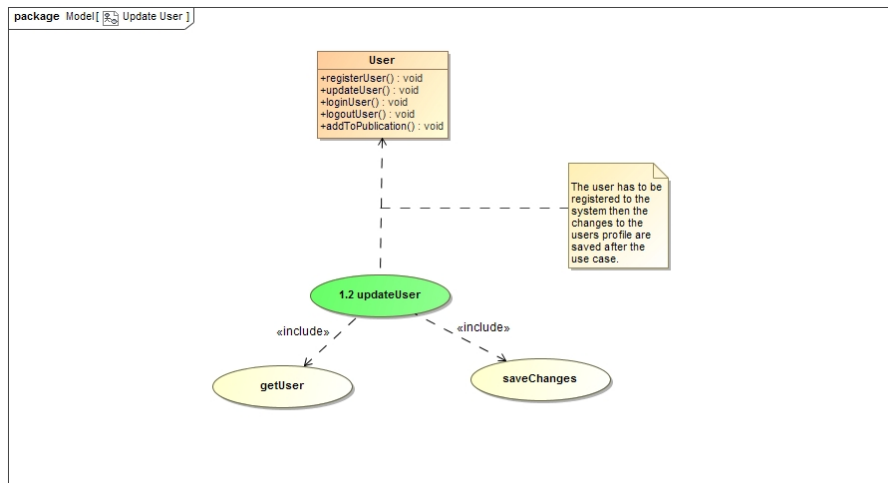 package Model[ Update User ]
User
+registerUser() : void
+updateUser() : void
+loginUser() : void
+logoutUser() : void
+addToPublication() : void
The user has to be
registered to the
system then the
changes to the
users profile are
saved after the
use case.
1.2 updateUser
«include»
«include»
getUser
saveChanges